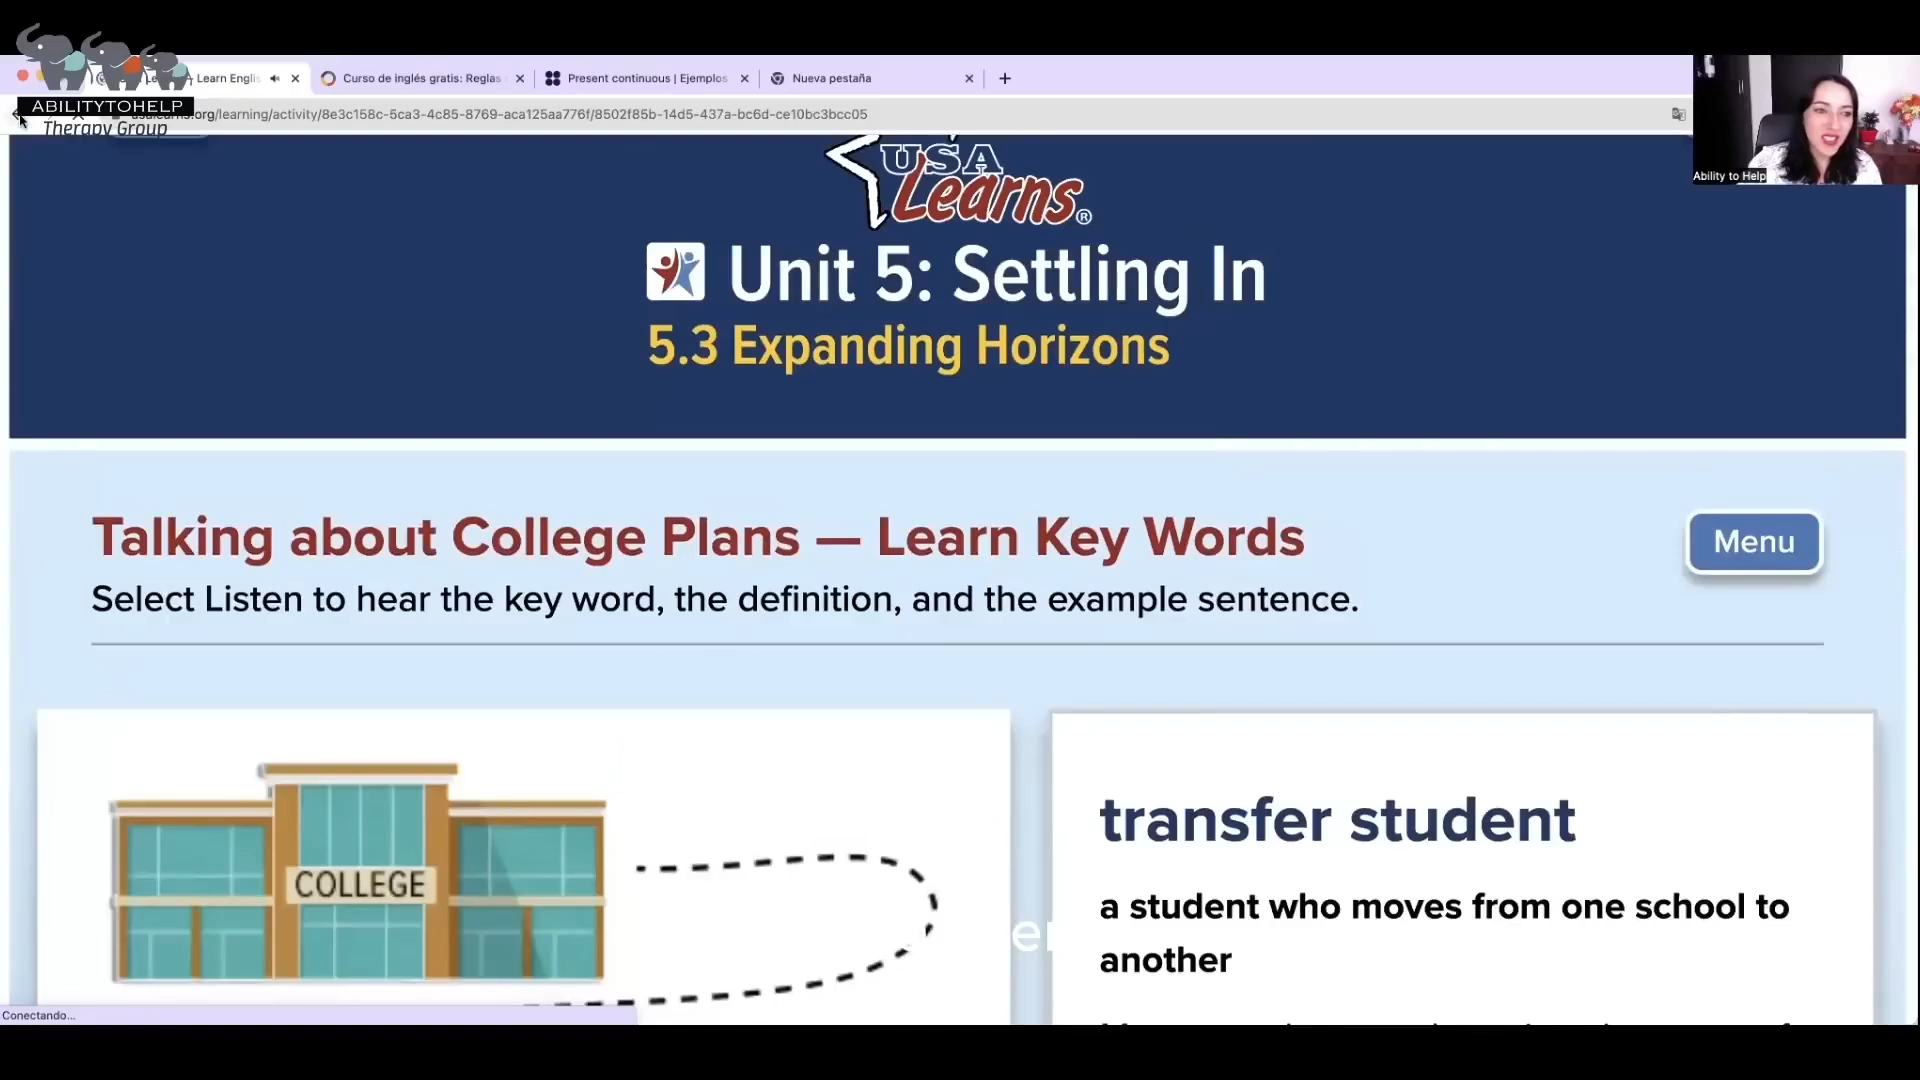 ABILITYTOHELP
Therapy Group
Learn Englis
Curso de inglés gratis: Reglas
Present continuous | Ejemplos
Nueva pestaña
.org/learning/activity/8e3c158c-5ca3-4c85-8769-aca125aa776f/8502f85b-14d5-437a-bc6d-ce10bc3bcc05
Ability to Help
USA
Learns®
Unit 5: Settling In
5.3 Expanding Horizons
Talking about College Plans — Learn Key Words
Menu
Select Listen to hear the key word, the definition, and the example sentence.
COLLEGE
transfer student
a student who moves from one school to
another
Conectando...